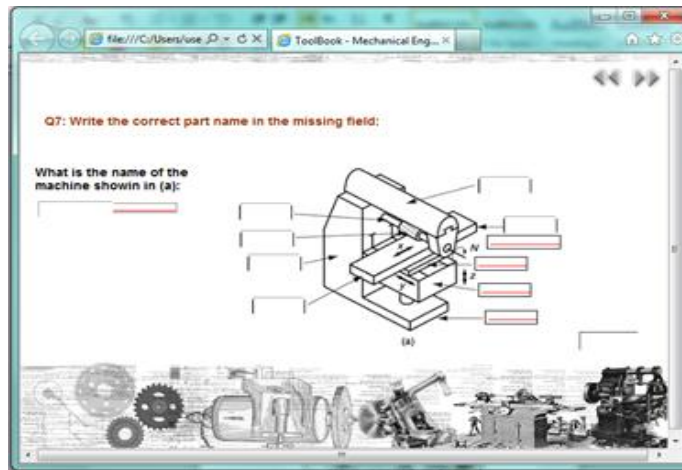 file:///C:/Users/use
ToolBook - Mechanical Eng...
Q7: Write the correct part name in the missing field:
What is the name of the
machine showin in (a):
x
N
z
y
(a)